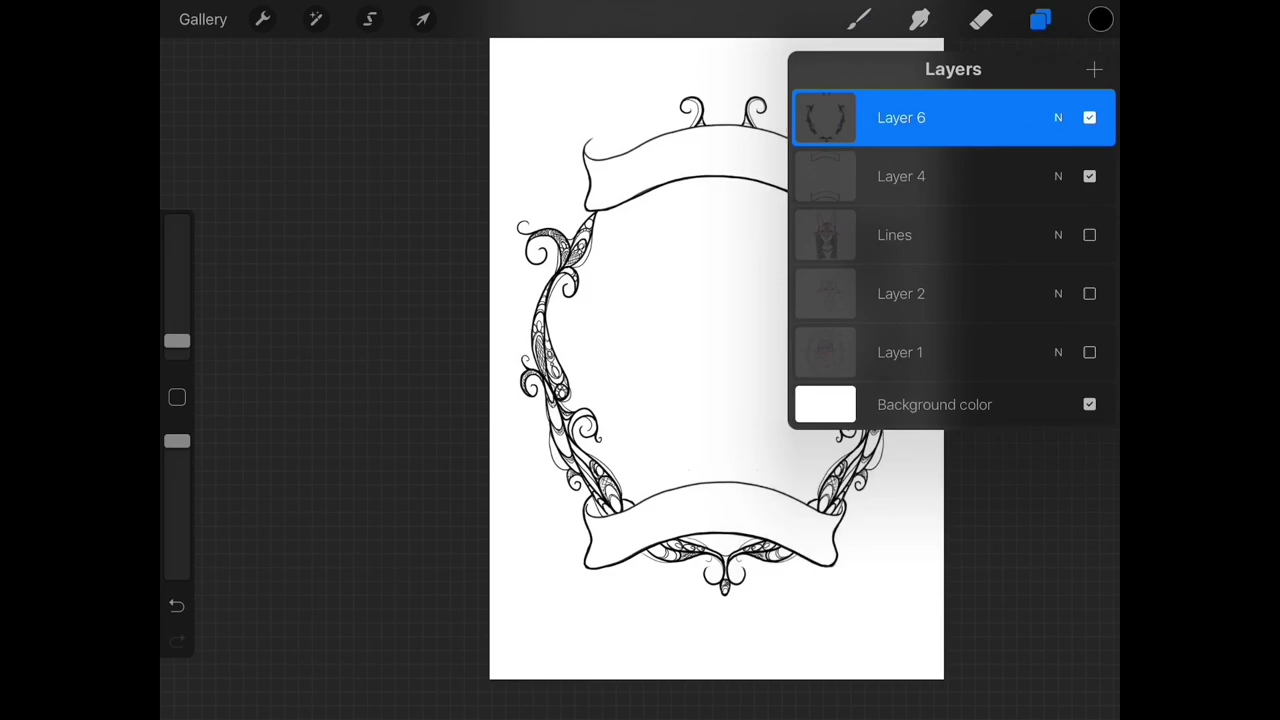 Gallery
Layers
Layer 6 N
Layer 4 N
Lines N
Layer 2 N
Layer 1 N
Background color